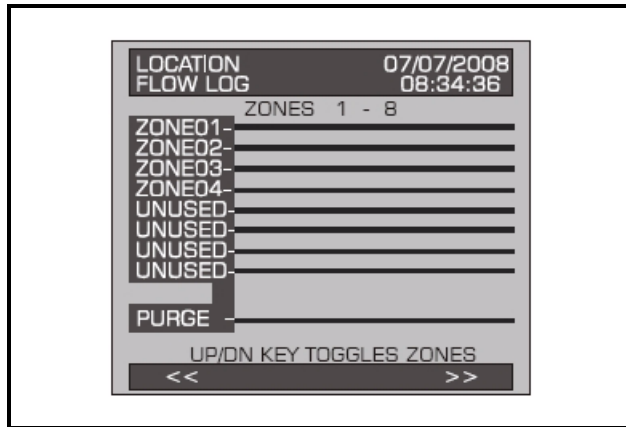 LOCATION 07/07/2008
FLOW LOG 08:34:36
ZONES 1 - 8
ZONE01-
ZONE02-
ZONE03-
ZONE04-
UNUSED-
UNUSED-
UNUSED-
UNUSED-
PURGE -
UP/DN KEY TOGGLES ZONES
<< >>